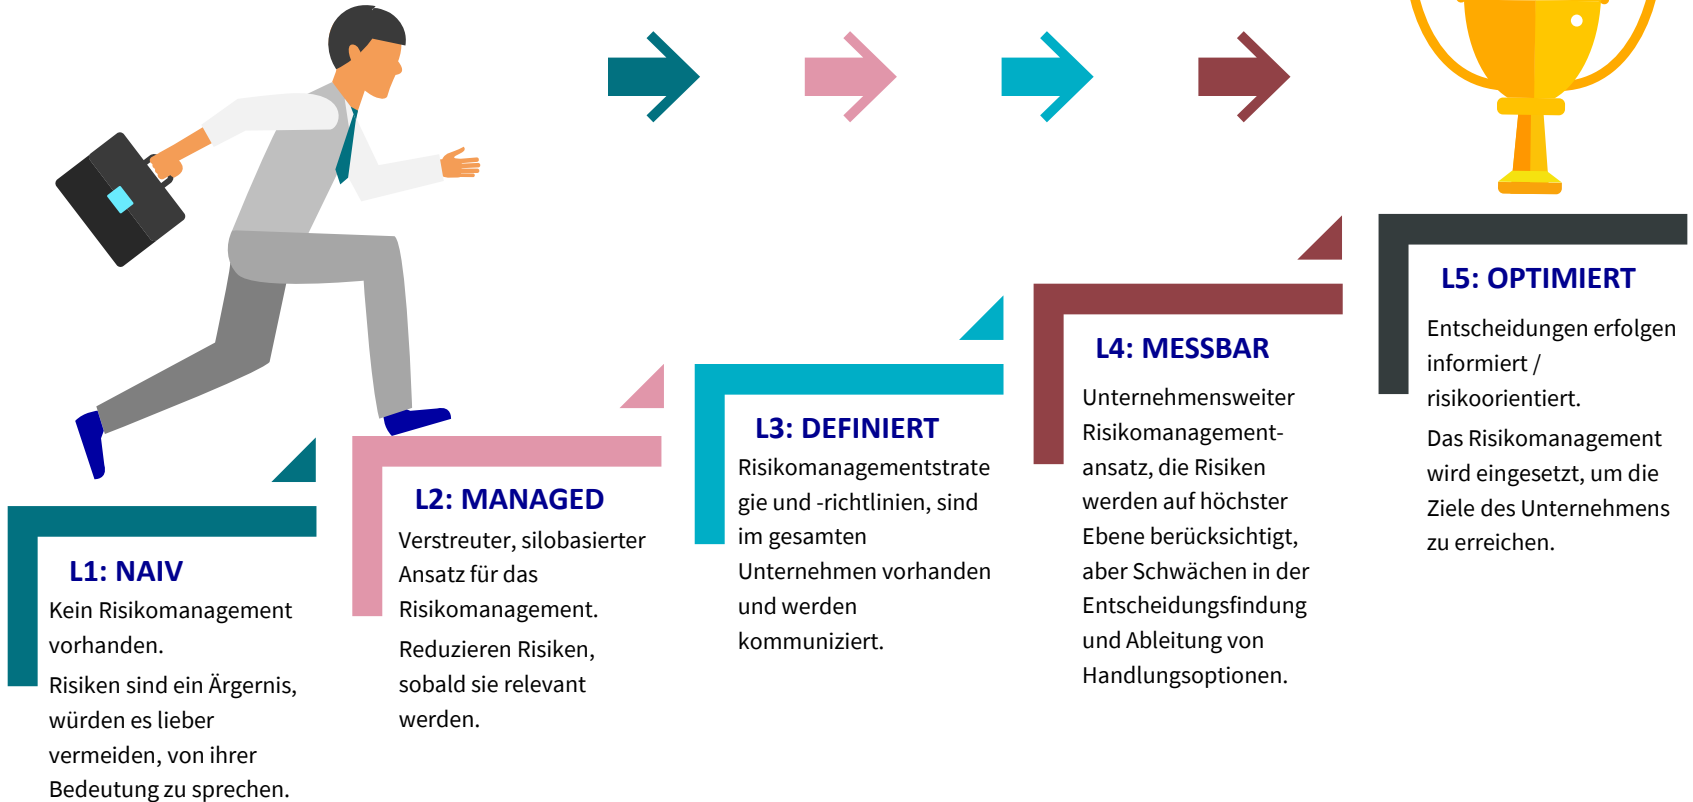 L1: NAIV
Kein Risikomanagement
vorhanden.
Risiken sind ein Ärgernis,
würden es lieber
vermeiden, von ihrer
Bedeutung zu sprechen.
L2: MANAGED
Verstreuter, silobasierter
Ansatz für das
Risikomanagement.
Reduzieren Risiken,
sobald sie relevant
werden.
L3: DEFINIERT
Risikomanagementstrate
gie und -richtlinien, sind
im gesamten
Unternehmen vorhanden
und werden
kommuniziert.
L4: MESSBAR
Unternehmensweiter
Risikomanagement-
ansatz, die Risiken
werden auf höchster
Ebene berücksichtigt,
aber Schwächen in der
Entscheidungsfindung
und Ableitung von
Handlungsoptionen.
L5: OPTIMIERT
Entscheidungen erfolgen
informiert /
risikoorientiert.
Das Risikomanagement
wird eingesetzt, um die
Ziele des Unternehmens
zu erreichen.